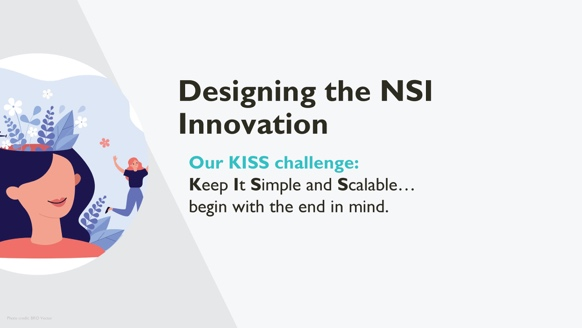 Designing the NSI
Innovation
Our KISS challenge:
Keep It Simple and Scalable…
begin with the end in mind.